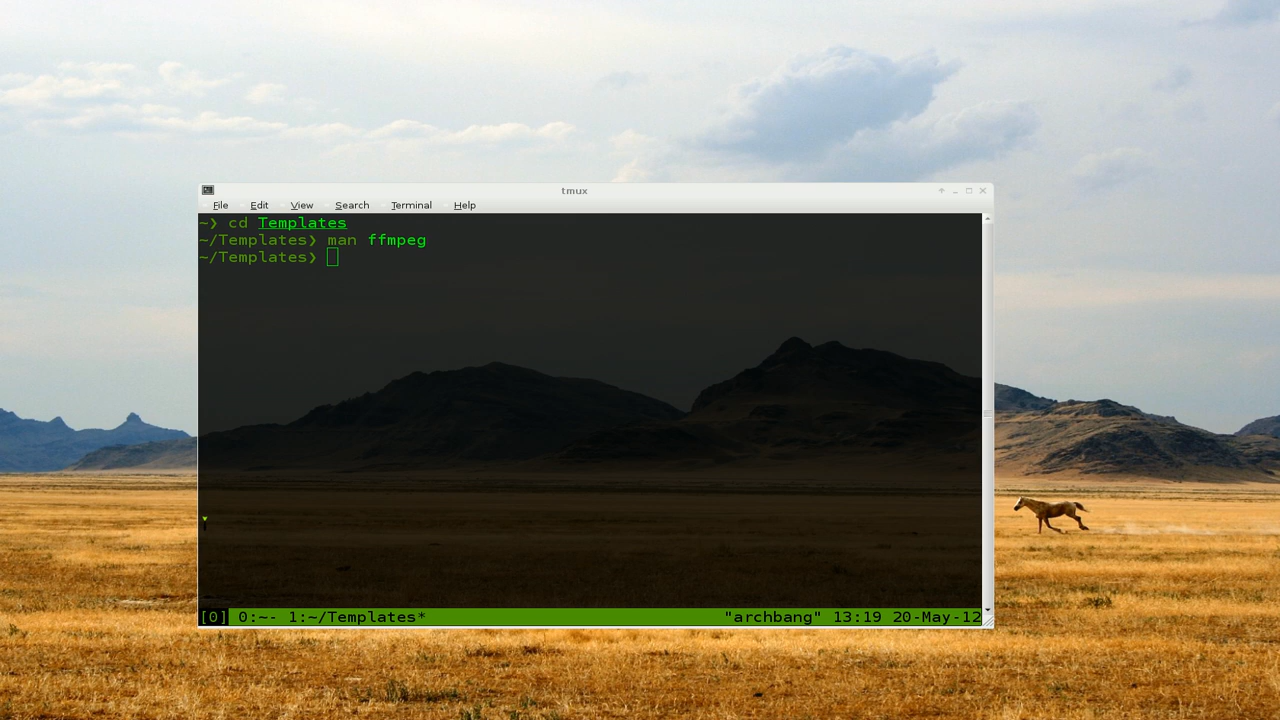 tmux
File Edit View Search Terminal Help
~❯ cd Templates
~/Templates❯ man ffmpeg
~/Templates❯
[0] 0:~- 1:~/Templates* "archbang" 13:19 20-May-12